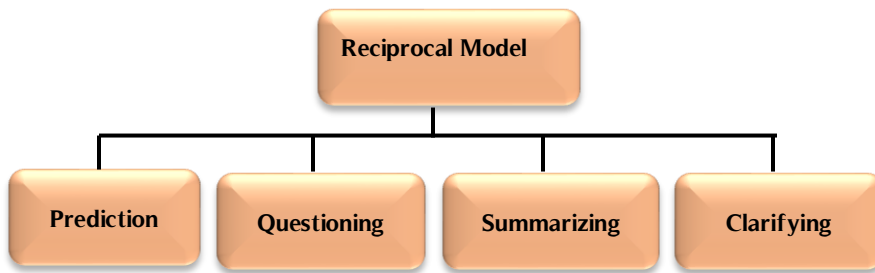 Reciprocal Model
Prediction
Questioning
Summarizing
Clarifying